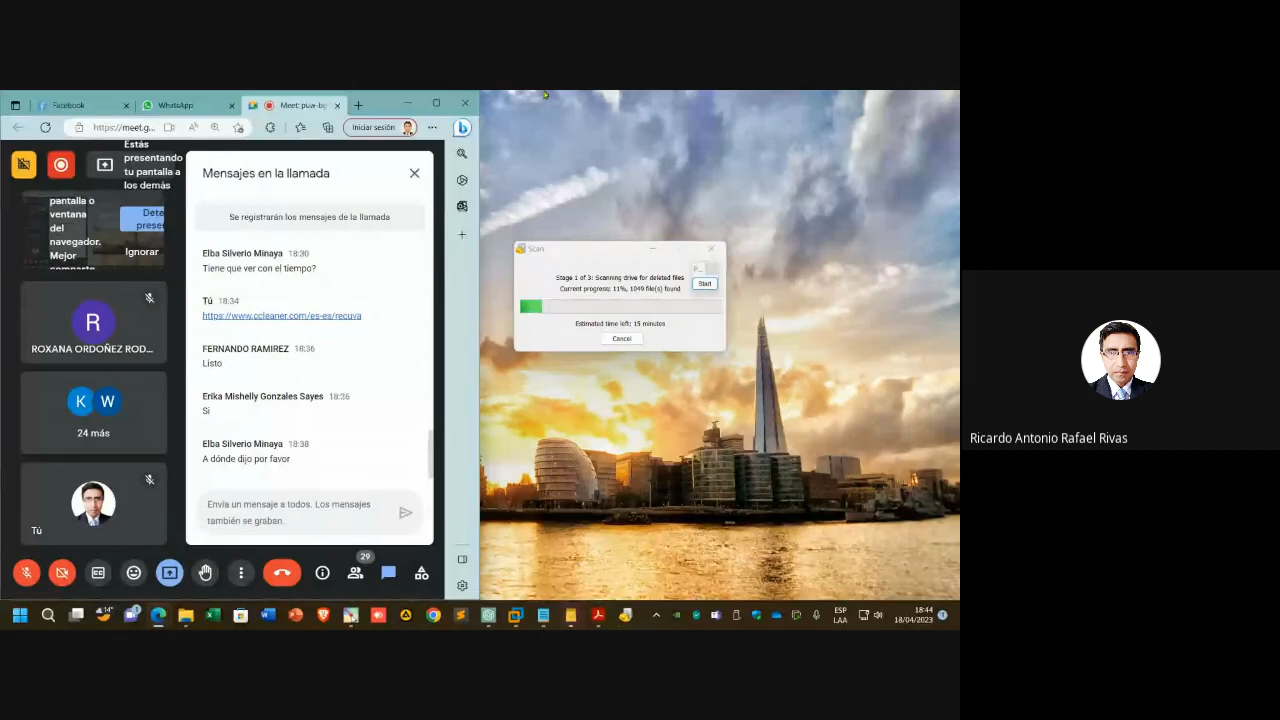 Facebook
WhatsApp
Meet: puw-bg
https://meet.g...
Iniciar sesión
Estás
presentando
tu pantalla a
los demás
pantalla o
ventana
del
navegador.
Mejor
Dete
prese
Ignorar
R
ROXANA ORDOÑEZ ROD...
K W
24 más
Tú
Mensajes en la llamada
Se registrarán los mensajes de la llamada
Elba Silverio Minaya 18:30
Tiene que ver con el tiempo?
Tú 18:34
https://www.ccleaner.com/es-es/recuva
FERNANDO RAMIREZ 18:36
Listo
Erika Mishelly Gonzales Sayes 18:36
Si
Elba Silverio Minaya 18:38
A dónde dijo por favor
Envía un mensaje a todos. Los mensajes
también se graban.
29
Scan
Stage 1 of 3: Scanning drive for deleted files
Current progress: 11%, 1049 file(s) found
Start
Estimated time left: 15 minutes
Cancel
14°
ESP
LAA
18:44
18/04/2023
Ricardo Antonio Rafael Rivas